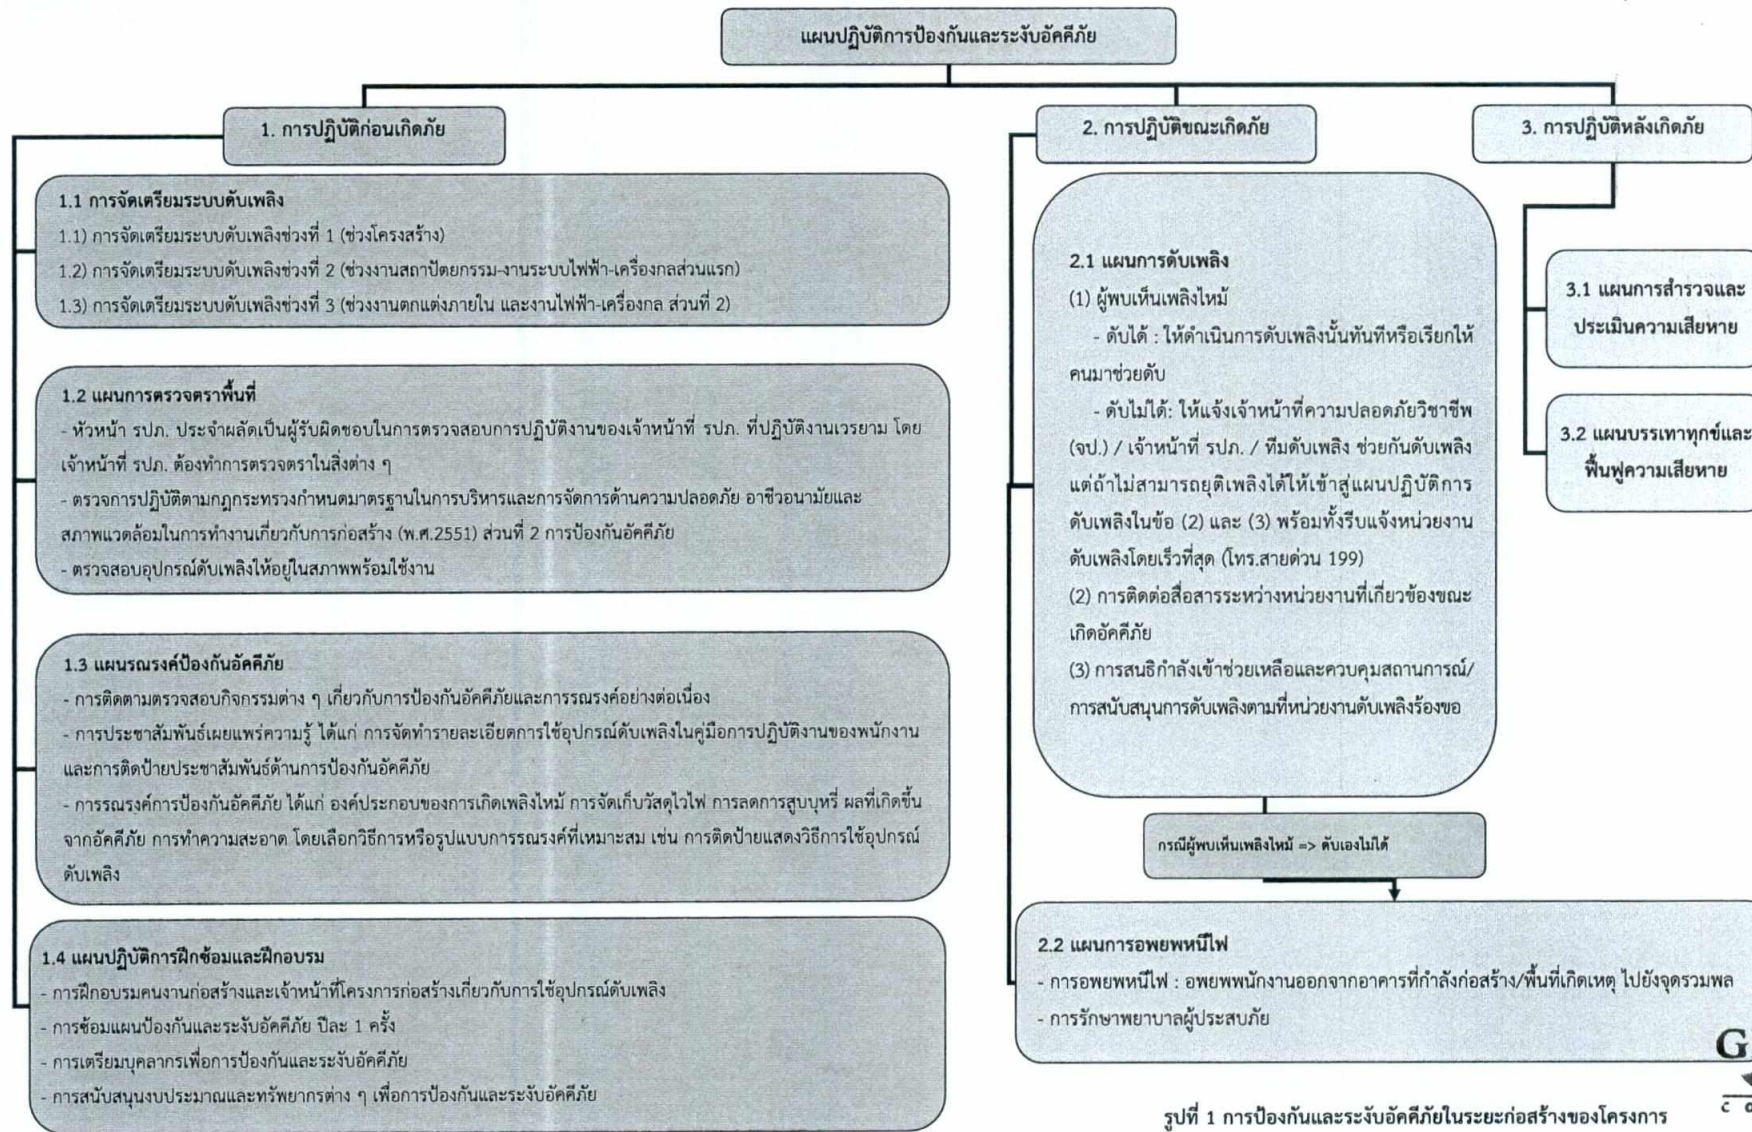 แผนปฏิบัติการป้องกันและระงับอัคคีภัย
1. การปฏิบัติก่อนเกิดภัย
1.1 การจัดเตรียมระบบดับเพลิง
1.1) การจัดเตรียมระบบดับเพลิงช่วงที่ 1 (ช่วงโครงสร้าง)
1.2) การจัดเตรียมระบบดับเพลิงช่วงที่ 2 (ช่วงงานสถาปัตยกรรม-งานระบบไฟฟ้า-เครื่องกลส่วนแรก)
1.3) การจัดเตรียมระบบดับเพลิงช่วงที่ 3 (ช่วงงานตกแต่งภายใน และงานไฟฟ้า-เครื่องกล ส่วนที่ 2)
1.2 แผนการตรวจตราพื้นที่
- หัวหน้า รปภ. ประจำผลัดเป็นผู้รับผิดชอบในการตรวจสอบการปฏิบัติงานของเจ้าหน้าที่ รปภ. ที่ปฏิบัติงานเวรยาม โดย
เจ้าหน้าที่ รปภ. ต้องทำการตรวจตราในสิ่งต่าง ๆ
- ตรวจการปฏิบัติตามกฎกระทรวงกำหนดมาตรฐานในการบริหารและการจัดการด้านความปลอดภัย อาชีวอนามัยและ
สภาพแวดล้อมในการทำงานเกี่ยวกับการก่อสร้าง (พ.ศ.2551) ส่วนที่ 2 การป้องกันอัคคีภัย
- ตรวจสอบอุปกรณ์ดับเพลิงให้อยู่ในสภาพพร้อมใช้งาน
1.3 แผนรณรงค์ป้องกันอัคคีภัย
- การติดตามตรวจสอบกิจกรรมต่าง ๆ เกี่ยวกับการป้องกันอัคคีภัยและการรณรงค์อย่างต่อเนื่อง
- การประชาสัมพันธ์เผยแพร่ความรู้ ได้แก่ การจัดทำรายละเอียดการใช้อุปกรณ์ดับเพลิงในคู่มือการปฏิบัติงานของพนักงาน
และการติดป้ายประชาสัมพันธ์ด้านการป้องกันอัคคีภัย
- การรณรงค์การป้องกันอัคคีภัย ได้แก่ องค์ประกอบของการเกิดเพลิงไหม้ การจัดเก็บวัสดุไวไฟ การลดการสูบบุหรี่ ผลที่เกิดขึ้น
จากอัคคีภัย การทำความสะอาด โดยเลือกวิธีการหรือรูปแบบการรณรงค์ที่เหมาะสม เช่น การติดป้ายแสดงวิธีการใช้อุปกรณ์
ดับเพลิง
1.4 แผนปฏิบัติการฝึกซ้อมและฝึกอบรม
- การฝึกอบรมคนงานก่อสร้างและเจ้าหน้าที่โครงการก่อสร้างเกี่ยวกับการใช้อุปกรณ์ดับเพลิง
- การซ้อมแผนป้องกันและระงับอัคคีภัย ปีละ 1 ครั้ง
- การเตรียมบุคลากรเพื่อการป้องกันและระงับอัคคีภัย
- การสนับสนุนงบประมาณและทรัพยากรต่าง ๆ เพื่อการป้องกันและระงับอัคคีภัย
2. การปฏิบัติขณะเกิดภัย
2.1 แผนการดับเพลิง
(1) ผู้พบเห็นเพลิงไหม้
- ดับได้ : ให้ดำเนินการดับเพลิงนั้นทันทีหรือเรียกให้
คนมาช่วยดับ
- ดับไม่ได้: ให้แจ้งเจ้าหน้าที่ความปลอดภัยวิชาชีพ
(จป.) / เจ้าหน้าที่ รปภ. / ทีมดับเพลิง ช่วยกันดับเพลิง
แต่ถ้าไม่สามารถยุติเพลิงได้ให้เข้าสู่แผนปฏิบัติการ
ดับเพลิงในข้อ (2) และ (3) พร้อมทั้งรีบแจ้งหน่วยงาน
ดับเพลิงโดยเร็วที่สุด (โทร.สายด่วน 199)
(2) การติดต่อสื่อสารระหว่างหน่วยงานที่เกี่ยวข้องขณะ
เกิดอัคคีภัย
(3) การสนธิกำลังเข้าช่วยเหลือและควบคุมสถานการณ์/
การสนับสนุนการดับเพลิงตามที่หน่วยงานดับเพลิงร้องขอ
กรณีผู้พบเห็นเพลิงไหม้ => ดับเองไม่ได้
2.2 แผนการอพยพหนีไฟ
- การอพยพหนีไฟ : อพยพพนักงานออกจากอาคารที่กำลังก่อสร้าง/พื้นที่เกิดเหตุ ไปยังจุดรวมพล
- การรักษาพยาบาลผู้ประสบภัย
3. การปฏิบัติหลังเกิดภัย
3.1 แผนการสำรวจและ
ประเมินความเสียหาย
3.2 แผนบรรเทาทุกข์และ
ฟื้นฟูความเสียหาย
G
รูปที่ 1 การป้องกันและระงับอัคคีภัยในระยะก่อสร้างของโครงการ